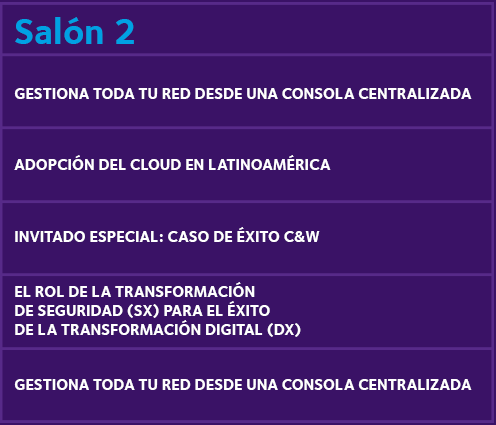 Salón 2
GESTIONA TODA TU RED DESDE UNA CONSOLA CENTRALIZADA
ADOPCIÓN DEL CLOUD EN LATINOAMÉRICA
INVITADO ESPECIAL: CASO DE ÉXITO C&W
EL ROL DE LA TRANSFORMACIÓN
DE SEGURIDAD (SX) PARA EL ÉXITO
DE LA TRANSFORMACIÓN DIGITAL (DX)
GESTIONA TODA TU RED DESDE UNA CONSOLA CENTRALIZADA